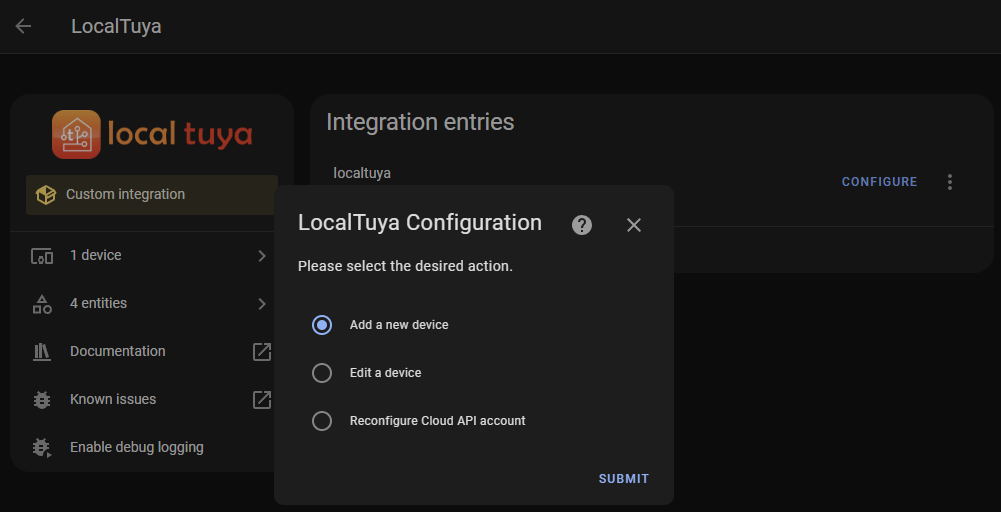 LocalTuya
local tuya
Custom integration
1 device
4 entities
Documentation
Known issues
Enable debug logging
Integration entries
localtuya
CONFIGURE
LocalTuya Configuration
Please select the desired action.
Add a new device
Edit a device
Reconfigure Cloud API account
SUBMIT